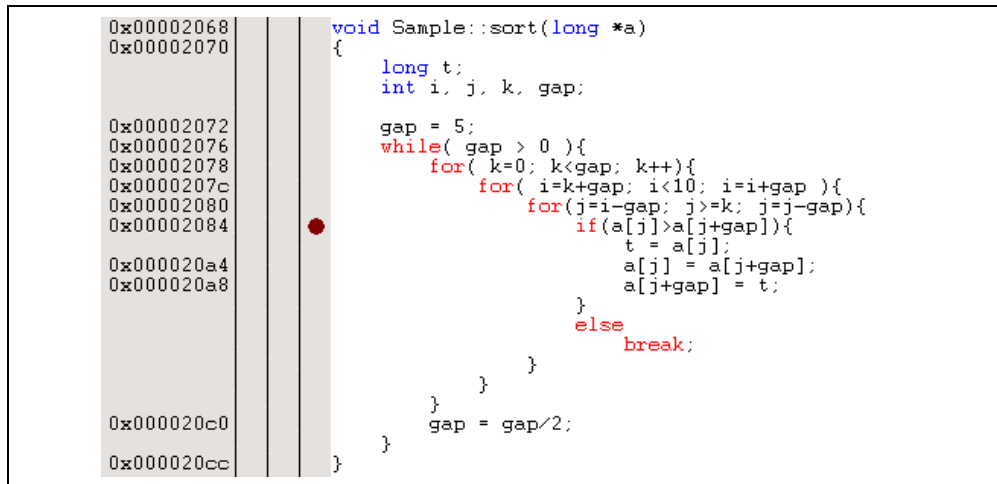 0x00002068 void Sample::sort(long *a)
0x00002070 {
long t;
int i, j, k, gap;
0x00002072 gap = 5;
0x00002076 while( gap > 0 ){
0x00002078 for( k=0; k<gap; k++){
0x0000207c for( i=k+gap; i<10; i=i+gap ){
0x00002080 for(j=i-gap; j>=k; j=j-gap){
0x00002084 if(a[j]>a[j+gap]){
t = a[j];
0x000020a4 a[j] = a[j+gap];
0x000020a8 a[j+gap] = t;
}
else
break;
}
}
}
0x000020c0 gap = gap/2;
}
0x000020cc }